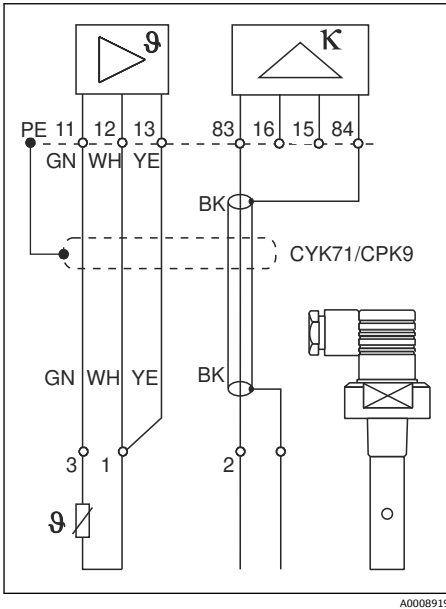 ϑ κ
PE 11 12 13 83 16 15 84
GN WH YE
BK
CYK71/CPK9
GN WH YE BK
3 1 2
ϑ
A0008919